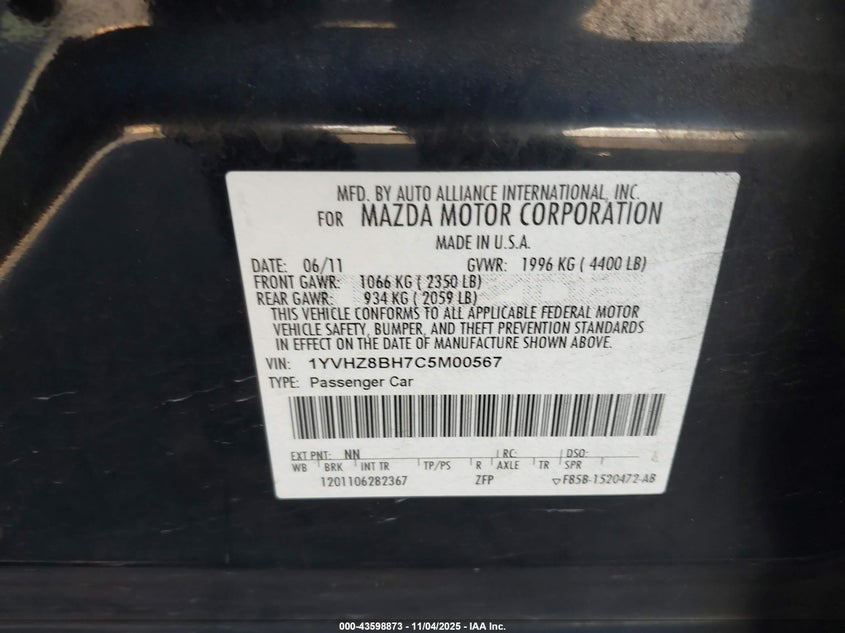 MFD. BY AUTO ALLIANCE INTERNATIONAL, INC.
FOR MAZDA MOTOR CORPORATION
MADE IN U.S.A.
DATE: 06/11 GVWR: 1996 KG ( 4400 LB)
FRONT GAWR: 1066 KG ( 2350 LB)
REAR GAWR: 934 KG ( 2059 LB)
THIS VEHICLE CONFORMS TO ALL APPLICABLE FEDERAL MOTOR
VEHICLE SAFETY, BUMPER, AND THEFT PREVENTION STANDARDS
IN EFFECT ON THE DATE OF MANUFACTURE SHOWN ABOVE.
VIN: 1YVHZ8BH7C5M00567
TYPE: Passenger Car
EXT PNT: NN RC: DSO:
WB BRK INT TR TP/PS R AXLE TR SPR
1201106282367 ZFP ▽F85B-1520472-AB
000-43598873 - 11/04/2025 - IAA Inc.